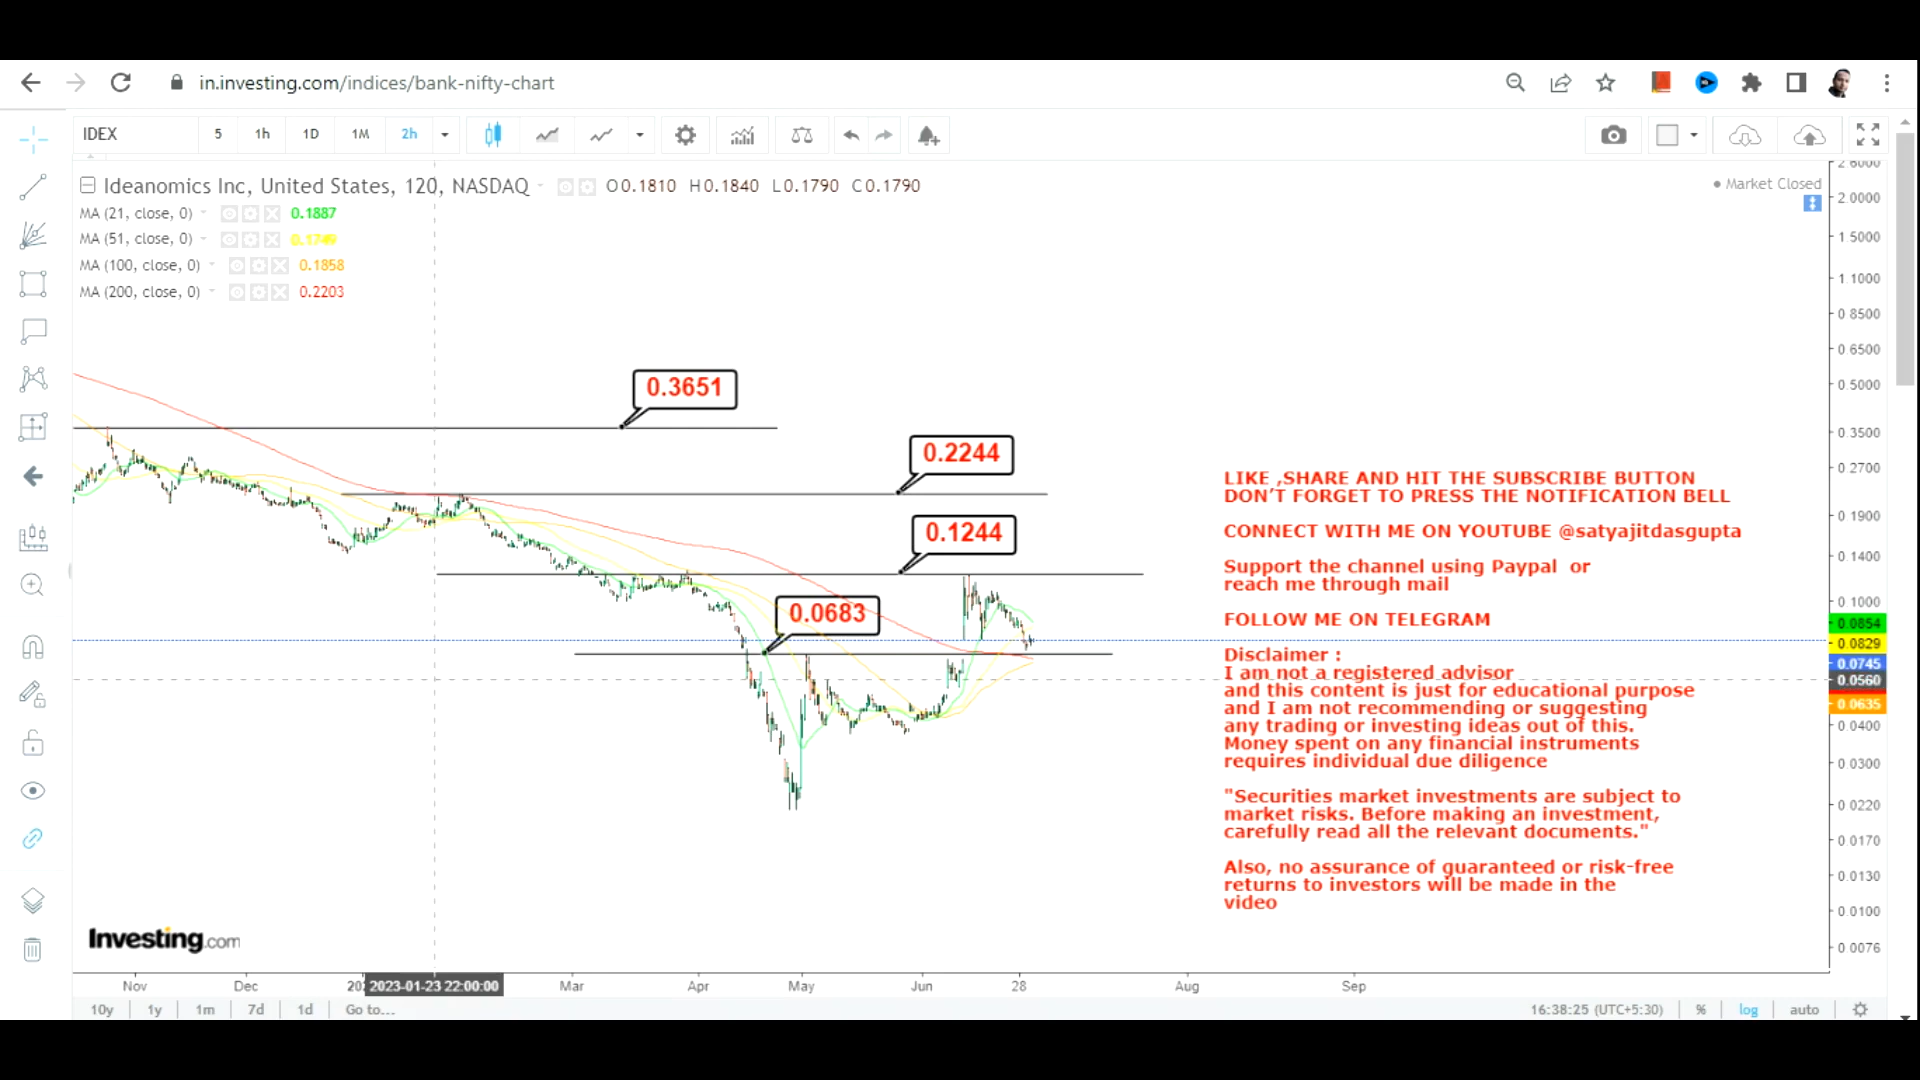 in.investing.com/indices/bank-nifty-chart
IDEX 5 1h 1D 1M 2h
Ideanomics Inc, United States, 120, NASDAQ O0.1810 H0.1840 L0.1790 C0.1790
Market Closed
MA (21, close, 0) 0.1887
MA (51, close, 0) 0.1749
MA (100, close, 0) 0.1858
MA (200, close, 0) 0.2203
2.6000
2.0000
1.5000
1.1000
0.8500
0.6500
0.5000
0.3500
0.2700
0.1900
0.1400
0.1000
0.0854
0.0829
0.0745
0.0560
0.0635
0.0400
0.0300
0.0220
0.0170
0.0130
0.0100
0.0076
0.3651
0.2244
0.1244
0.0683
LIKE ,SHARE AND HIT THE SUBSCRIBE BUTTON
DON'T FORGET TO PRESS THE NOTIFICATION BELL
CONNECT WITH ME ON YOUTUBE @satyajitdasgupta
Support the channel using Paypal or
reach me through mail
FOLLOW ME ON TELEGRAM
Disclaimer :
I am not a registered advisor
and this content is just for educational purpose
and I am not recommending or suggesting
any trading or investing ideas out of this.
Money spent on any financial instruments
requires individual due diligence
"Securities market investments are subject to
market risks. Before making an investment,
carefully read all the relevant documents."
Also, no assurance of guaranteed or risk-free
returns to investors will be made in the
video
Investing.com
Nov Dec 2023-01-23 22:00:00 Mar Apr May Jun 28 Aug Sep
10y 1y 1m 7d 1d Go to... 16:38:25 (UTC+5:30) % log auto